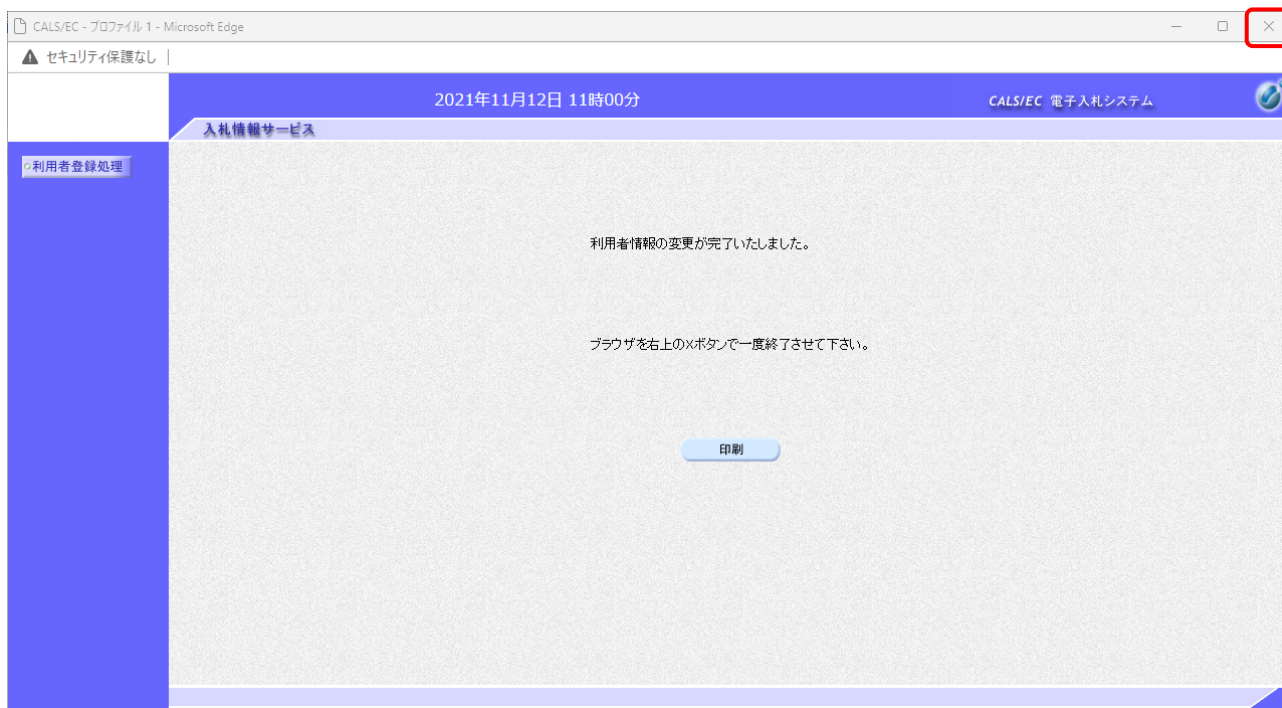 CALS/EC - プロファイル 1 - Microsoft Edge
セキュリティ保護なし
2021年11月12日 11時00分
CALS/EC 電子入札システム
入札情報サービス
利用者登録処理
利用者情報の変更が完了いたしました。
ブラウザを右上の×ボタンで一度終了させて下さい。
印刷